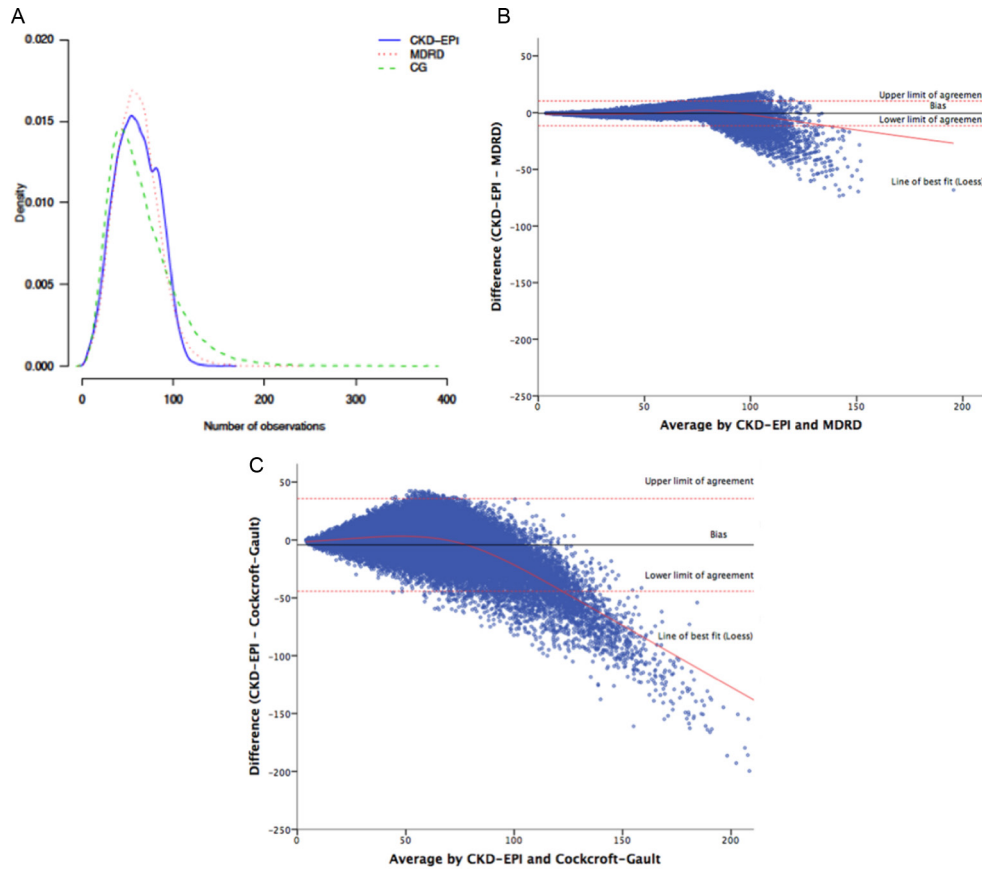 A
0.020
0.015
0.010
0.005
0.000
Density
CKD-EPI
MDRD
CG
0
100
200
300
400
Number of observations
B
50
0
-50
-100
-150
-200
-250
Difference (CKD-EPI - MDRD)
Upper limit of agreemen
Bias
Lower limit of agreemen
Line of best fit (Loess)
0
50
100
150
200
Average by CKD-EPI and MDRD
C
50
0
-50
-100
-150
-200
-250
Difference (CKD-EPI - Cockcroft-Gault)
Upper limit of agreement
Bias
Lower limit of agreement
Line of best fit (Loess)
0
50
100
150
200
Average by CKD-EPI and Cockcroft-Gault